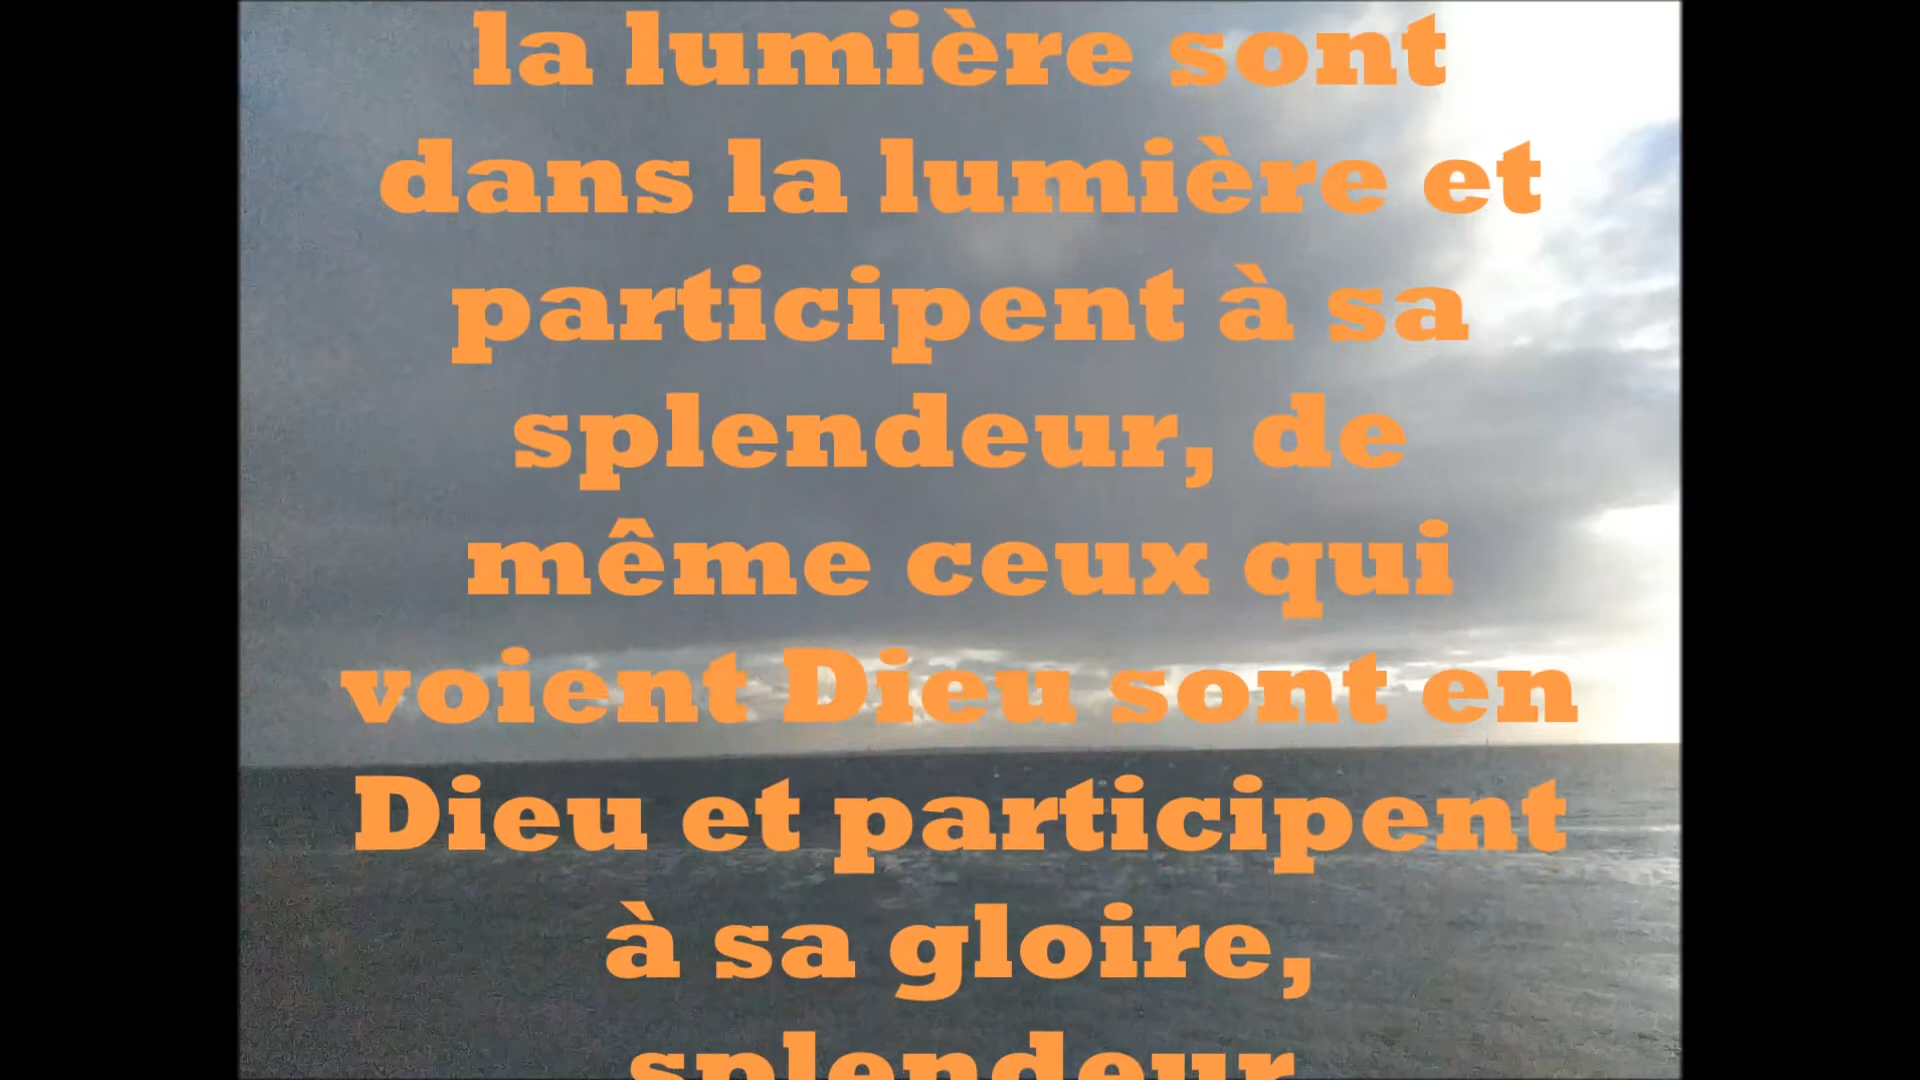 la lumière sont
dans la lumière et
participent à sa
splendeur, de
même ceux qui
voient Dieu sont en
Dieu et participent
à sa gloire,
splendeur